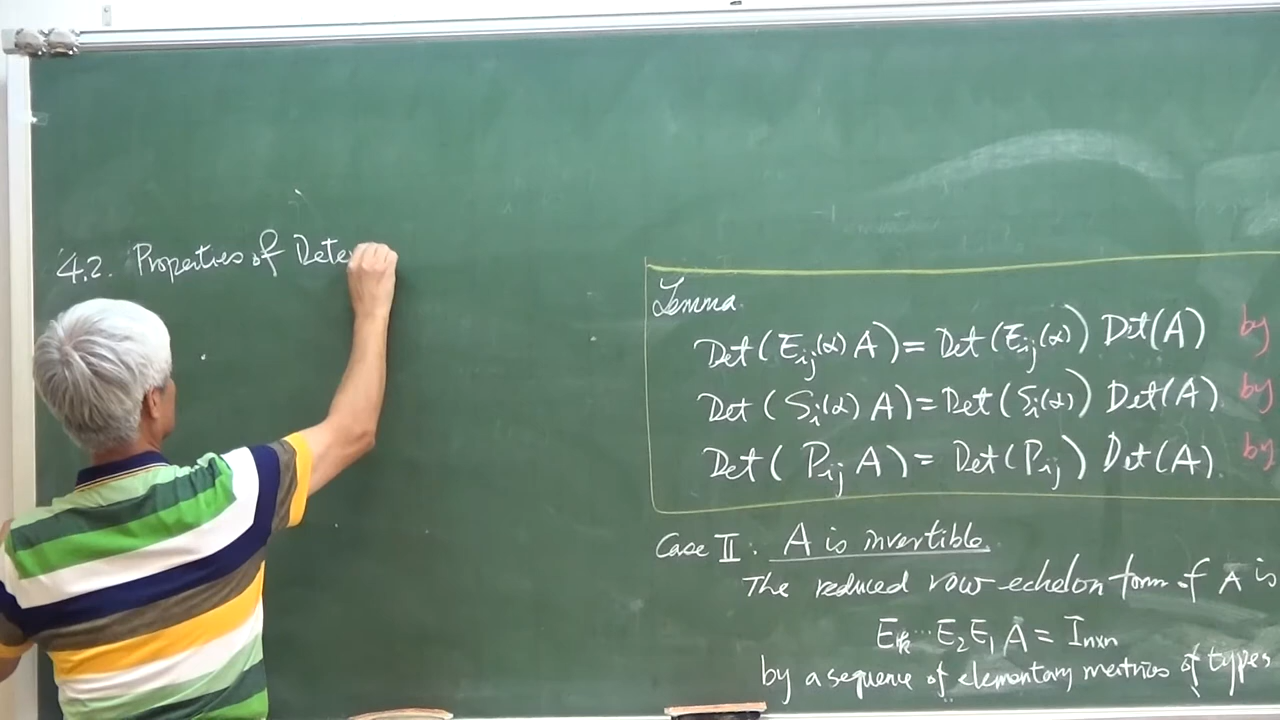 4.2. Properties of Dete
Lemma.
Det(Eij(α) A) = Det(Eij(α)) Det(A) by
Det(Si(α) A) = Det(Si(α)) Det(A). by
Det(Pij A) = Det(Pij) Det(A). by
Case II: A is invertible.
The reduced row-echelon form of A is
Ek...E2E1A = In×n
by a sequence of elementary matrices of types